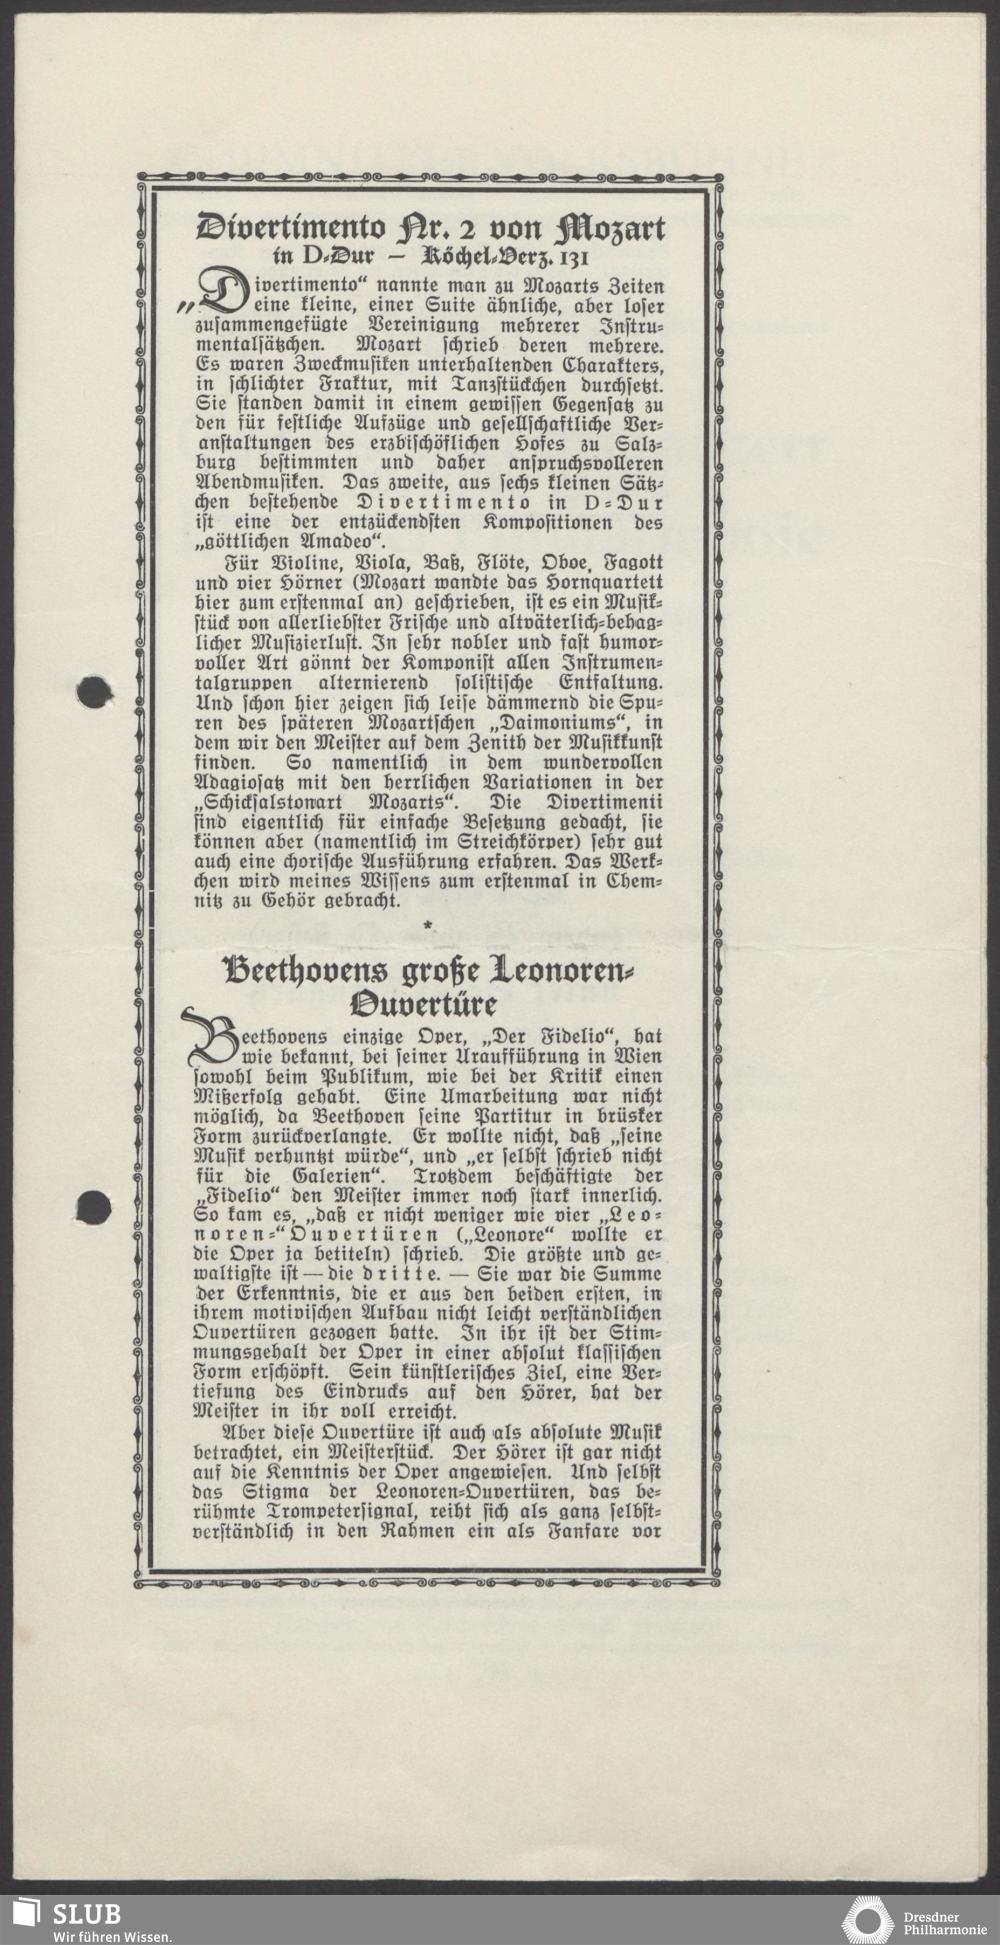 Divertimento Nr. 2 von Mozart
in D-Dur — Köchel-Verz. 131
„Divertimento“ nannte man zu Mozarts Zeiten
eine kleine, einer Suite ähnliche, aber loser
zusammengefügte Vereinigung mehrerer Instru-
mentalsätzchen. Mozart schrieb deren mehrere.
Es waren Zweckmusiken unterhaltenden Charakters,
in schlichter Fraktur, mit Tanzstückchen durchsetzt.
Sie standen damit in einem gewissen Gegensatz zu
den für festliche Aufzüge und gesellschaftliche Ver-
anstaltungen des erzbischöflichen Hofes zu Salz-
burg bestimmten und daher anspruchsvolleren
Abendmusiken. Das zweite, aus sechs kleinen Sätz-
chen bestehende Divertimento in D-Dur
ist eine der entzückendsten Kompositionen des
„göttlichen Amadeo“.
Für Violine, Viola, Baß, Flöte, Oboe, Fagott
und vier Hörner (Mozart wandte das Hornquartett
hier zum erstenmal an) geschrieben, ist es ein Musik-
stück von allerliebster Frische und altväterlich-behag-
licher Musizierlust. In sehr nobler und fast humor-
voller Art gönnt der Komponist allen Instrumen-
talgruppen alternierend solistische Entfaltung.
Und schon hier zeigen sich leise dämmernd die Spu-
ren des späteren Mozartschen „Daimoniums“, in
dem wir den Meister auf dem Zenith der Musikkunst
finden. So namentlich in dem wundervollen
Adagiosatz mit den herrlichen Variationen in der
„Schicksalstonart Mozarts“. Die Divertimenti
sind eigentlich für einfache Besetzung gedacht, sie
können aber (namentlich im Streichkörper) sehr gut
auch eine chorische Ausführung erfahren. Das Werk-
chen wird meines Wissens zum erstenmal in Chem-
nitz zu Gehör gebracht.
*
Beethovens große Leonoren-
Ouvertüre
Beethovens einzige Oper, „Der Fidelio“, hat
wie bekannt, bei seiner Uraufführung in Wien
sowohl beim Publikum, wie bei der Kritik einen
Mißerfolg gehabt. Eine Umarbeitung war nicht
möglich, da Beethoven seine Partitur in brüsker
Form zurückverlangte. Er wollte nicht, daß „seine
Musik verhuntzt würde“, und „er selbst schrieb nicht
für die Galerien“. Trotzdem beschäftigte der
„Fidelio“ den Meister immer noch stark innerlich.
So kam es, „daß er nicht weniger wie vier „Leo-
noren-“Ouvertüren („Leonore“ wollte er
die Oper ja betiteln) schrieb. Die größte und ge-
waltigste ist — die dritte. — Sie war die Summe
der Erkenntnis, die er aus den beiden ersten, in
ihrem motivischen Aufbau nicht leicht verständlichen
Ouvertüren gezogen hatte. In ihr ist der Stim-
mungsgehalt der Oper in einer absolut klassischen
Form erschöpft. Sein künstlerisches Ziel, eine Ver-
tiefung des Eindrucks auf den Hörer, hat der
Meister in ihr voll erreicht.
Aber diese Ouvertüre ist auch als absolute Musik
betrachtet, ein Meisterstück. Der Hörer ist gar nicht
auf die Kenntnis der Oper angewiesen. Und selbst
das Stigma der Leonoren-Ouvertüren, das be-
rühmte Trompetersignal, reiht sich als ganz selbst-
verständlich in den Rahmen ein als Fanfare vor
SLUB
Wir führen Wissen.
Dresdner
Philharmonie